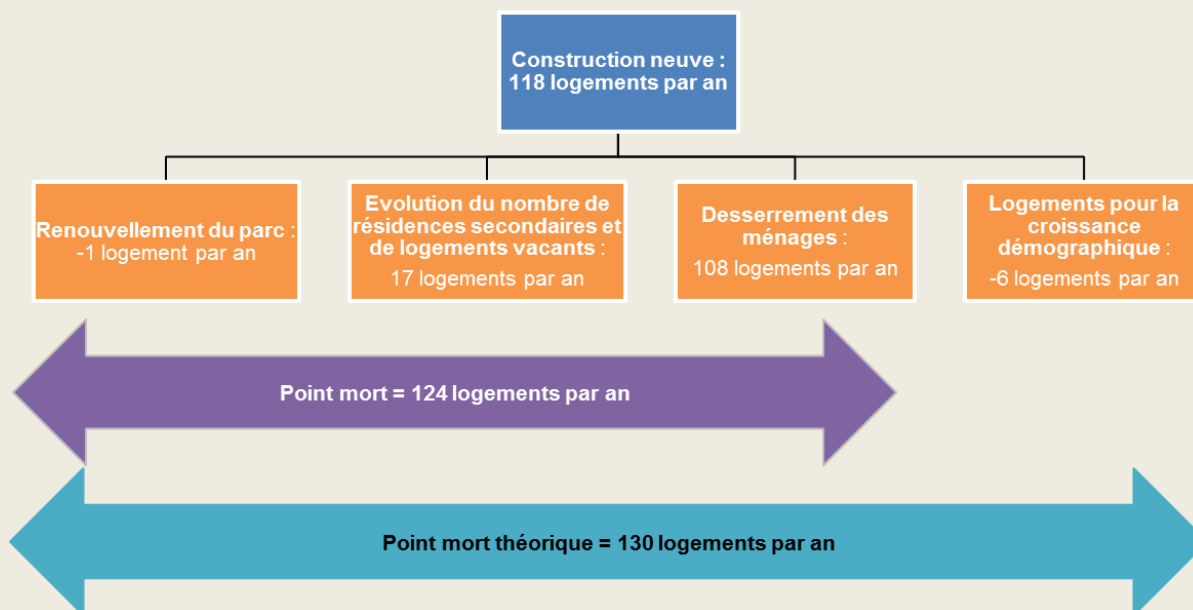 Construction neuve :
118 logements par an
Renouvellement du parc :
-1 logement par an
Evolution du nombre de
résidences secondaires et
de logements vacants :
17 logements par an
Desserrement des
ménages :
108 logements par an
Logements pour la
croissance
démographique :
-6 logements par an
Point mort = 124 logements par an
Point mort théorique = 130 logements par an